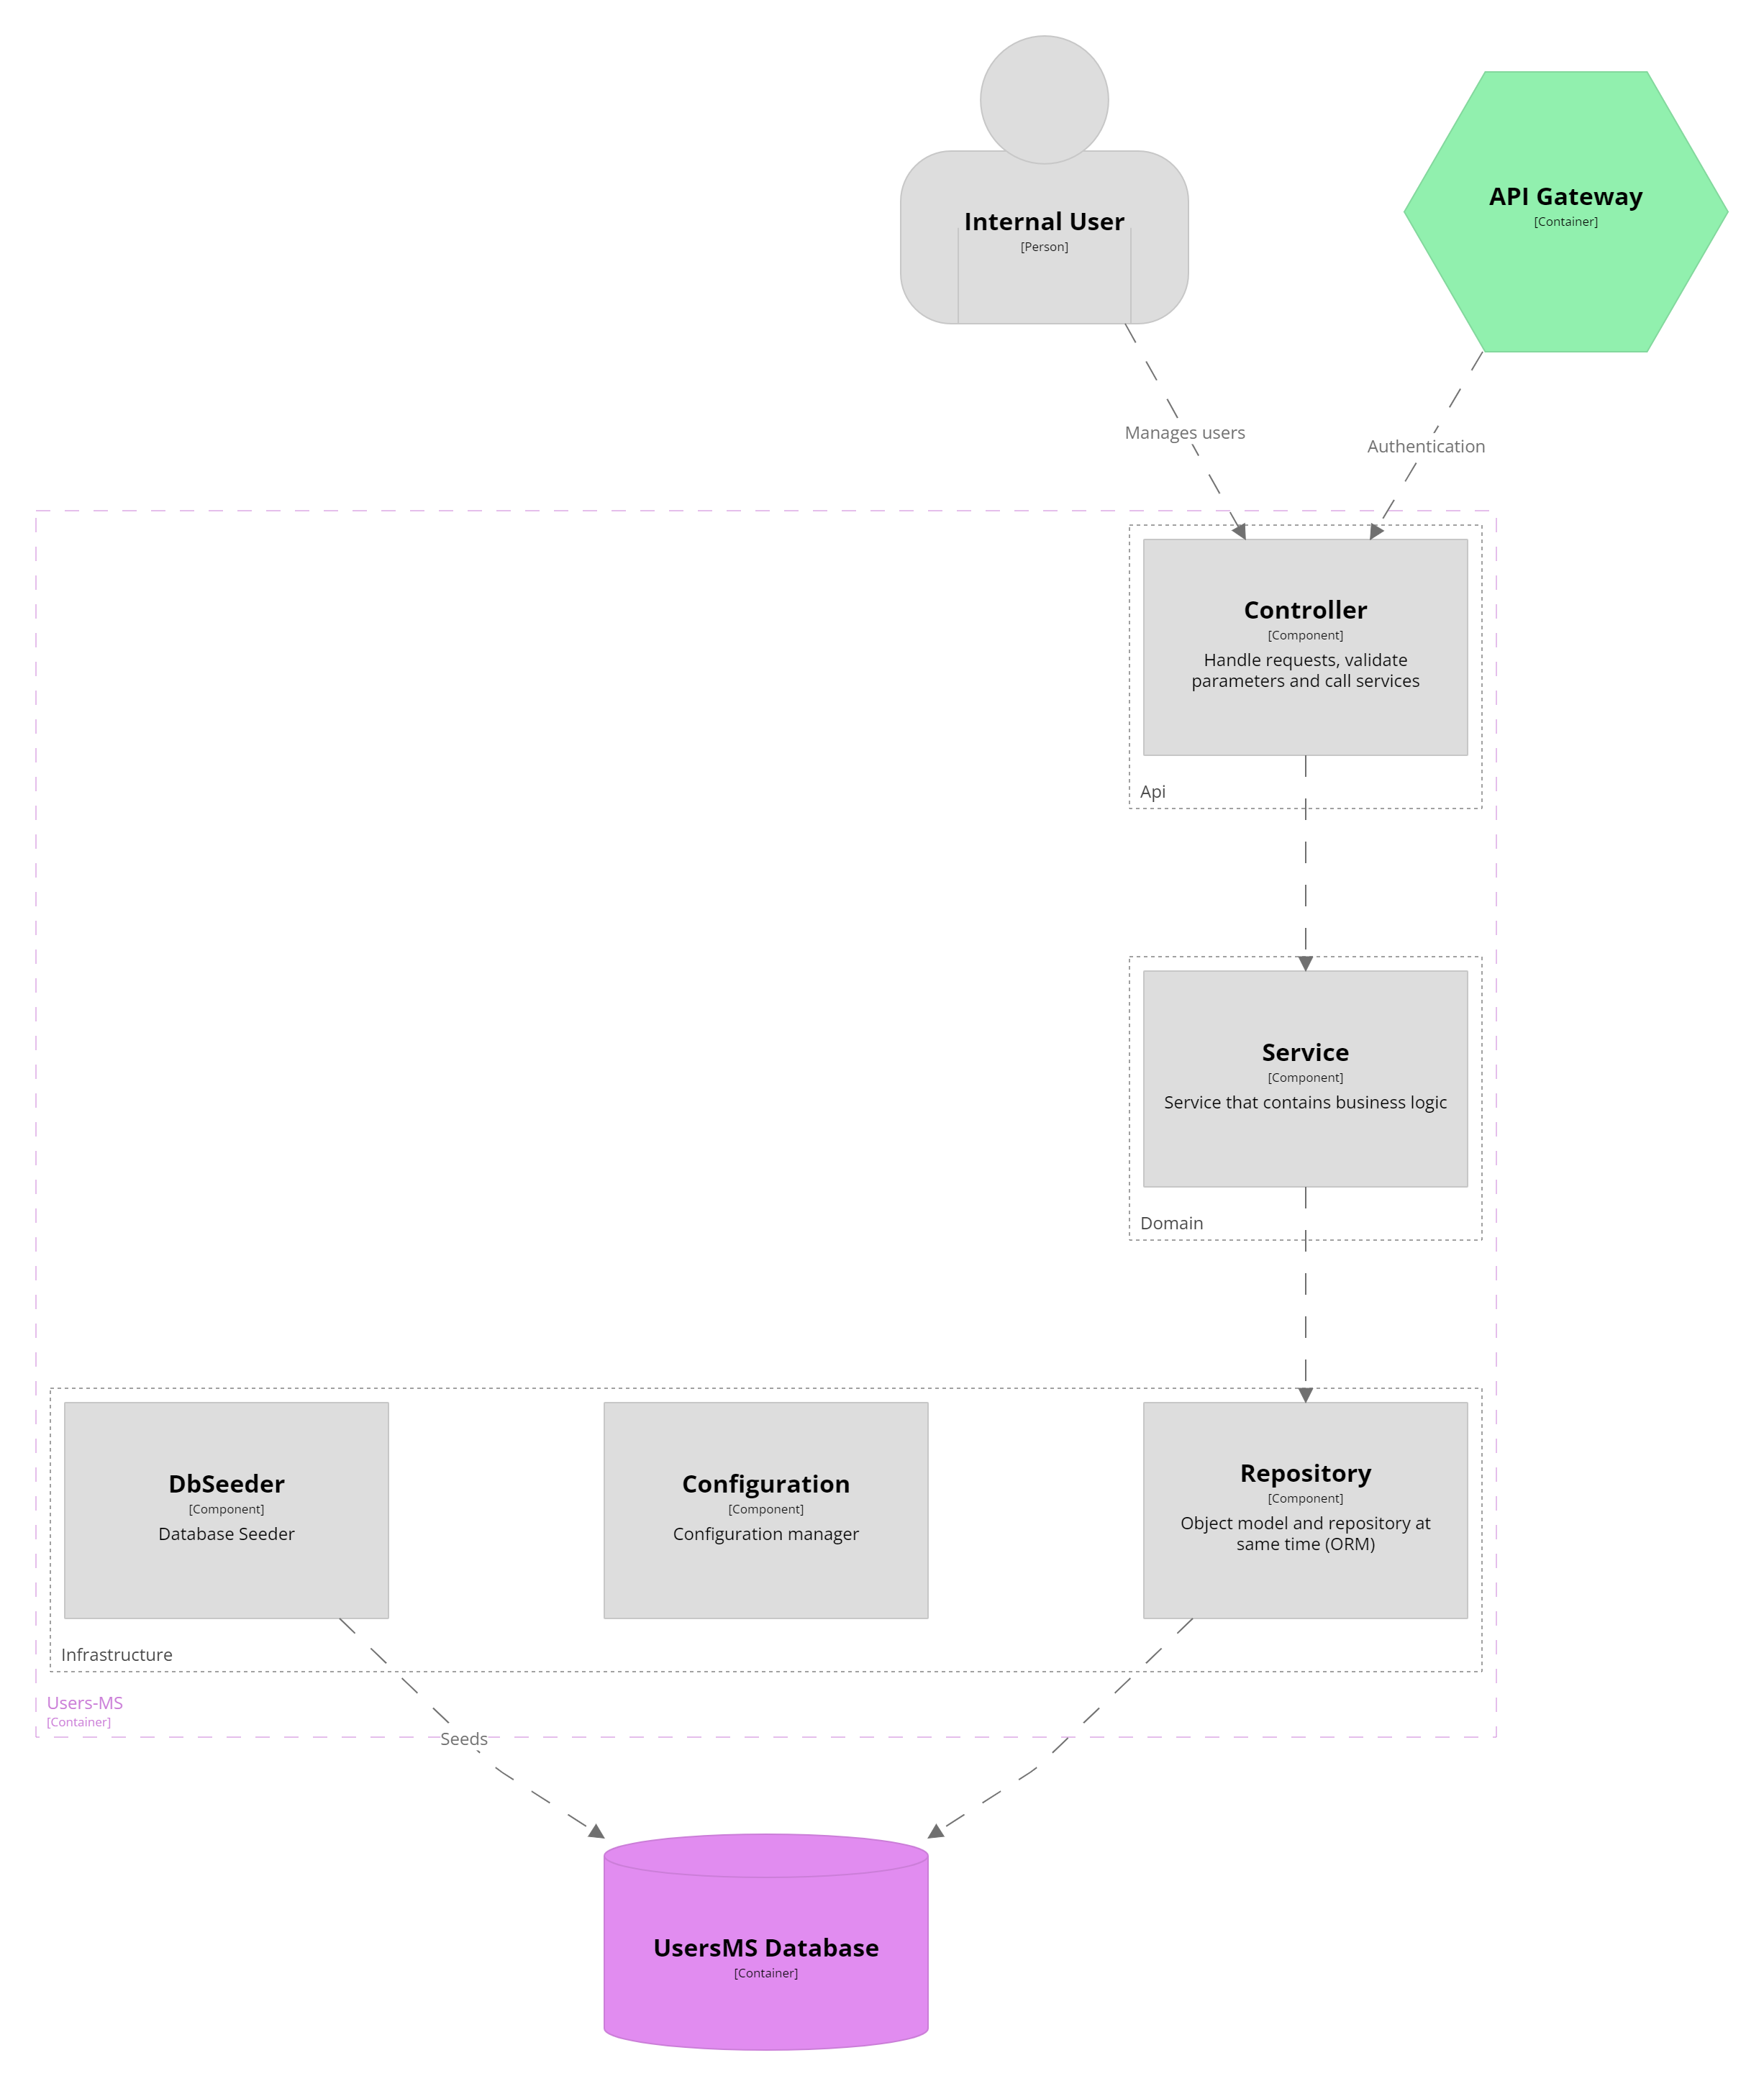 Internal User
[Person]
API Gateway
[Container]
Manages users
Authentication
Controller
[Component]
Handle requests, validate
parameters and call services
Api
Service
[Component]
Service that contains business logic
Domain
DbSeeder
[Component]
Database Seeder
Configuration
[Component]
Configuration manager
Repository
[Component]
Object model and repository at
same time (ORM)
Infrastructure
Users-MS
[Container]
Seeds
UsersMS Database
[Container]